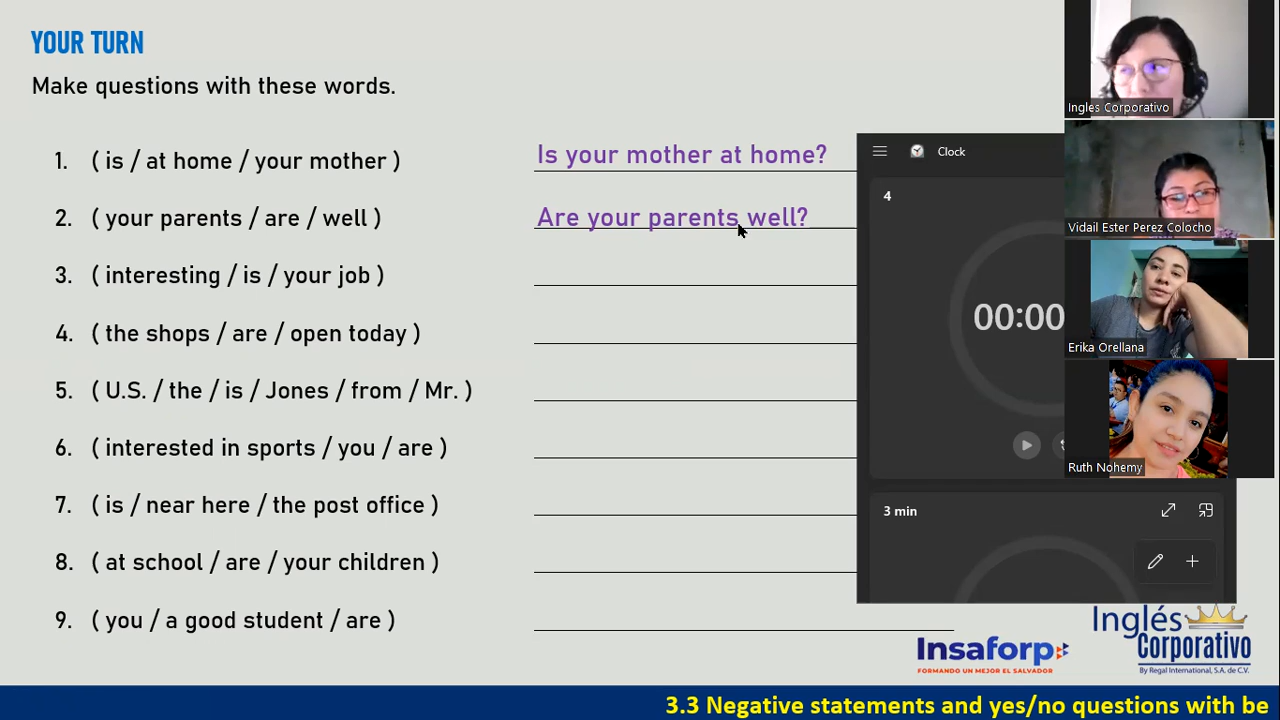 YOUR TURN
Make questions with these words.
1. ( is / at home / your mother ) Is your mother at home?
2. ( your parents / are / well ) Are your parents well?
3. ( interesting / is / your job )
4. ( the shops / are / open today )
5. ( U.S. / the / is / Jones / from / Mr. )
6. ( interested in sports / you / are )
7. ( is / near here / the post office )
8. ( at school / are / your children )
9. ( you / a good student / are )
Clock
4
00:00
3 min
Ingles Corporativo
Vidail Ester Perez Colocho
Erika Orellana
Ruth Nohemy
Insaforp
FORMANDO UN MEJOR EL SALVADOR
Inglés
Corporativo
By Regal International, S.A. de C.V.
3.3 Negative statements and yes/no questions with be